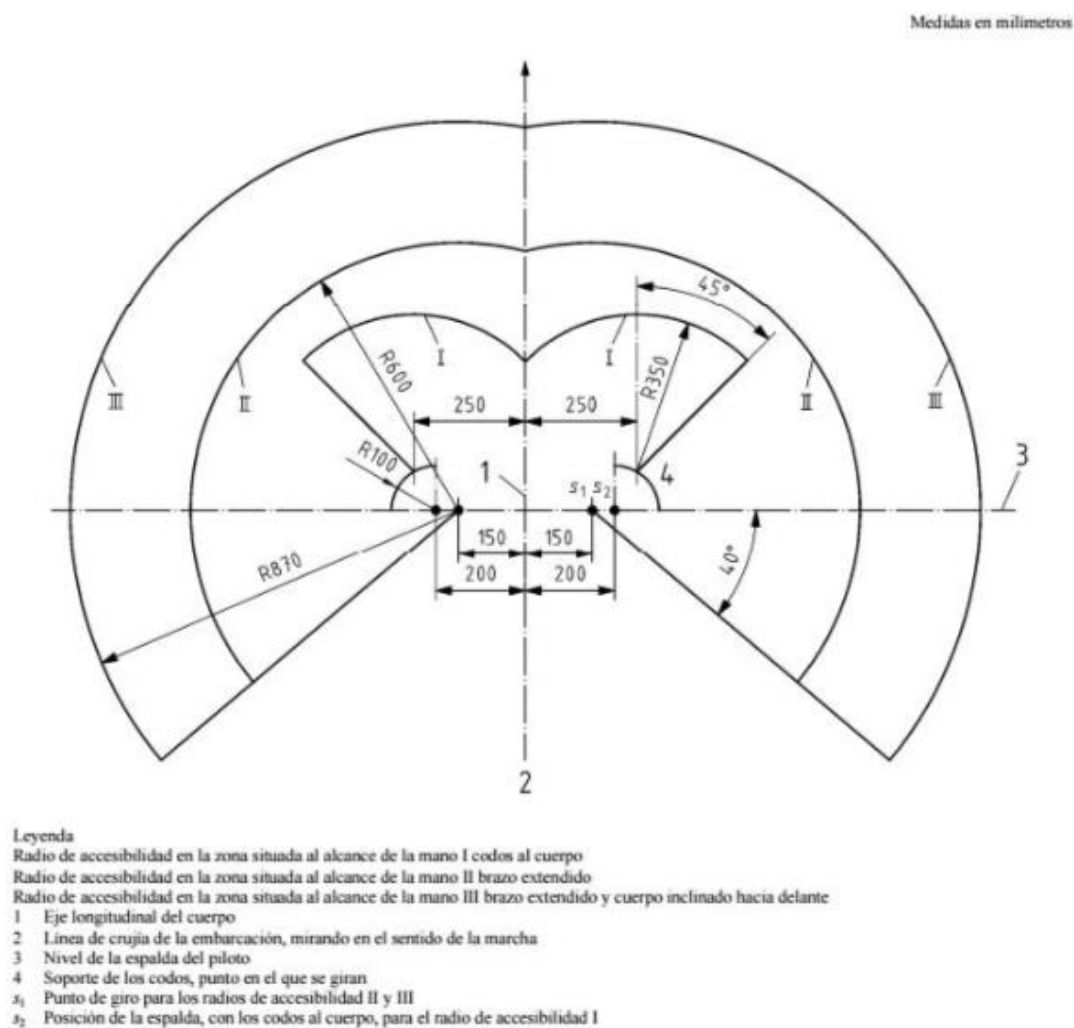 Medidas en milímetros
45°
I
I
R600
R350
III
II
II
III
250
250
R100
1
4
3
s₁ s₂
150
150
40°
R870
200
200
2
Leyenda
Radio de accesibilidad en la zona situada al alcance de la mano I codos al cuerpo
Radio de accesibilidad en la zona situada al alcance de la mano II brazo extendido
Radio de accesibilidad en la zona situada al alcance de la mano III brazo extendido y cuerpo inclinado hacia delante
1 Eje longitudinal del cuerpo
2 Línea de crujía de la embarcación, mirando en el sentido de la marcha
3 Nivel de la espalda del piloto
4 Soporte de los codos, punto en el que se giran
s₁ Punto de giro para los radios de accesibilidad II y III
s₂ Posición de la espalda, con los codos al cuerpo, para el radio de accesibilidad I